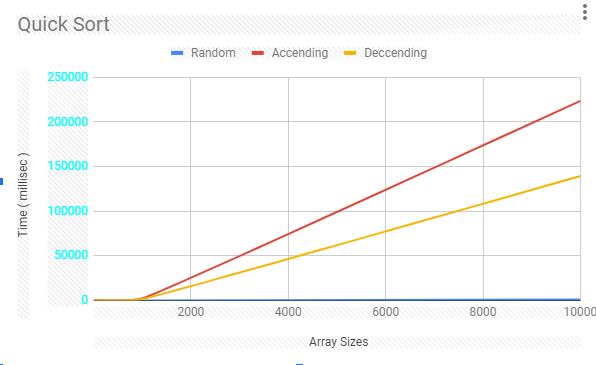 Quick Sort
Random Accending Deccending
250000
200000
150000
100000
50000
0
Time ( millisec )
2000 4000 6000 8000 10000
Array Sizes